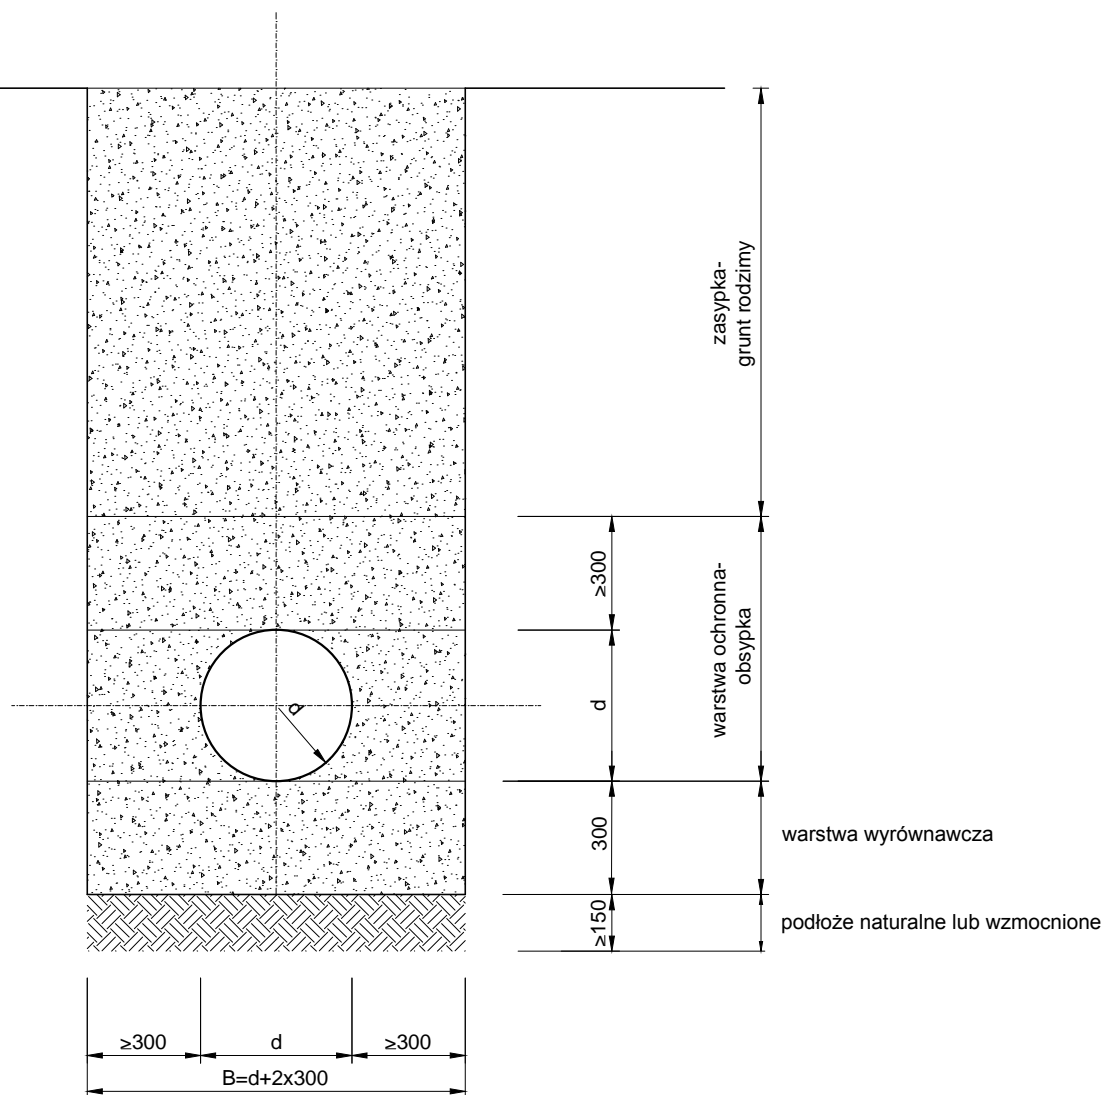 zasypka-
grunt rodzimy
≥300
warstwa ochronna-
obsypka
d
d
300
warstwa wyrównawcza
≥150
podłoże naturalne lub wzmocnione
≥300
d
≥300
B=d+2x300